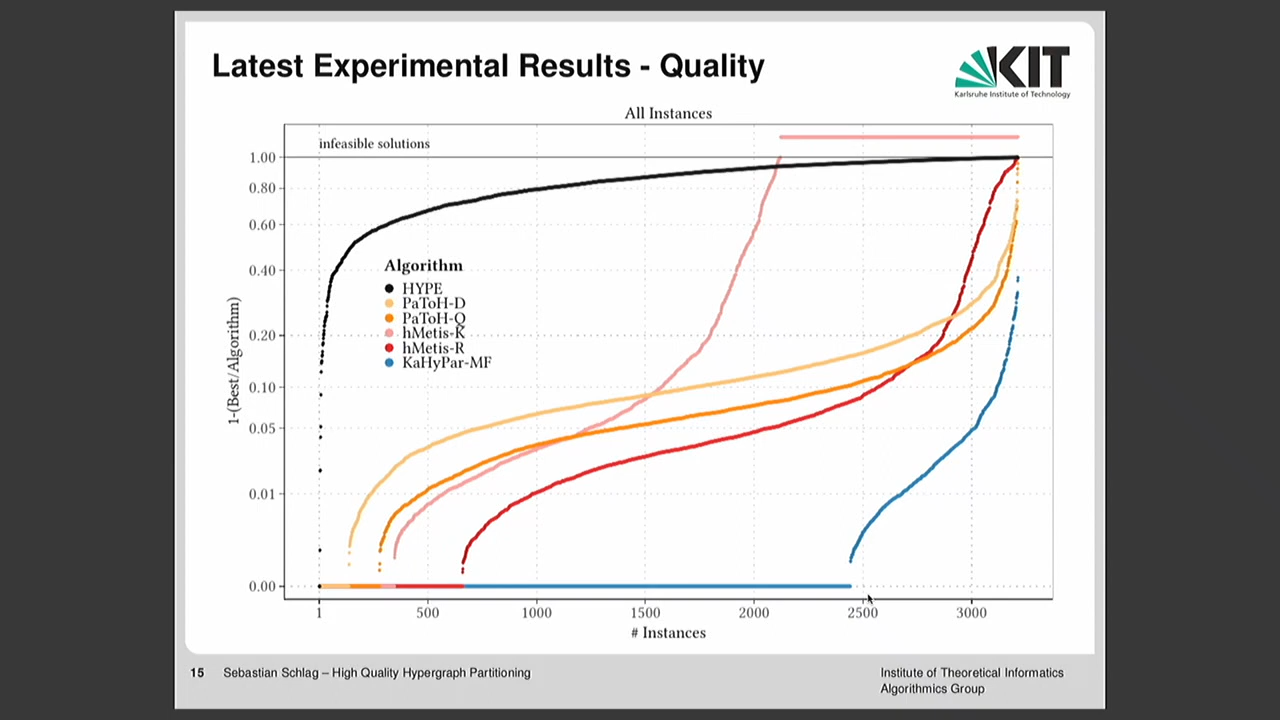 Latest Experimental Results - Quality
KIT
Karlsruhe Institute of Technology
All Instances
infeasible solutions
1.00
0.80
0.60
0.40
0.20
0.10
0.05
0.01
0.00
1-(Best/Algorithm)
Algorithm
HYPE
PaToH-D
PaToH-Q
hMetis-K
hMetis-R
KaHyPar-MF
1 500 1000 1500 2000 2500 3000
# Instances
15 Sebastian Schlag – High Quality Hypergraph Partitioning
Institute of Theoretical Informatics
Algorithmics Group